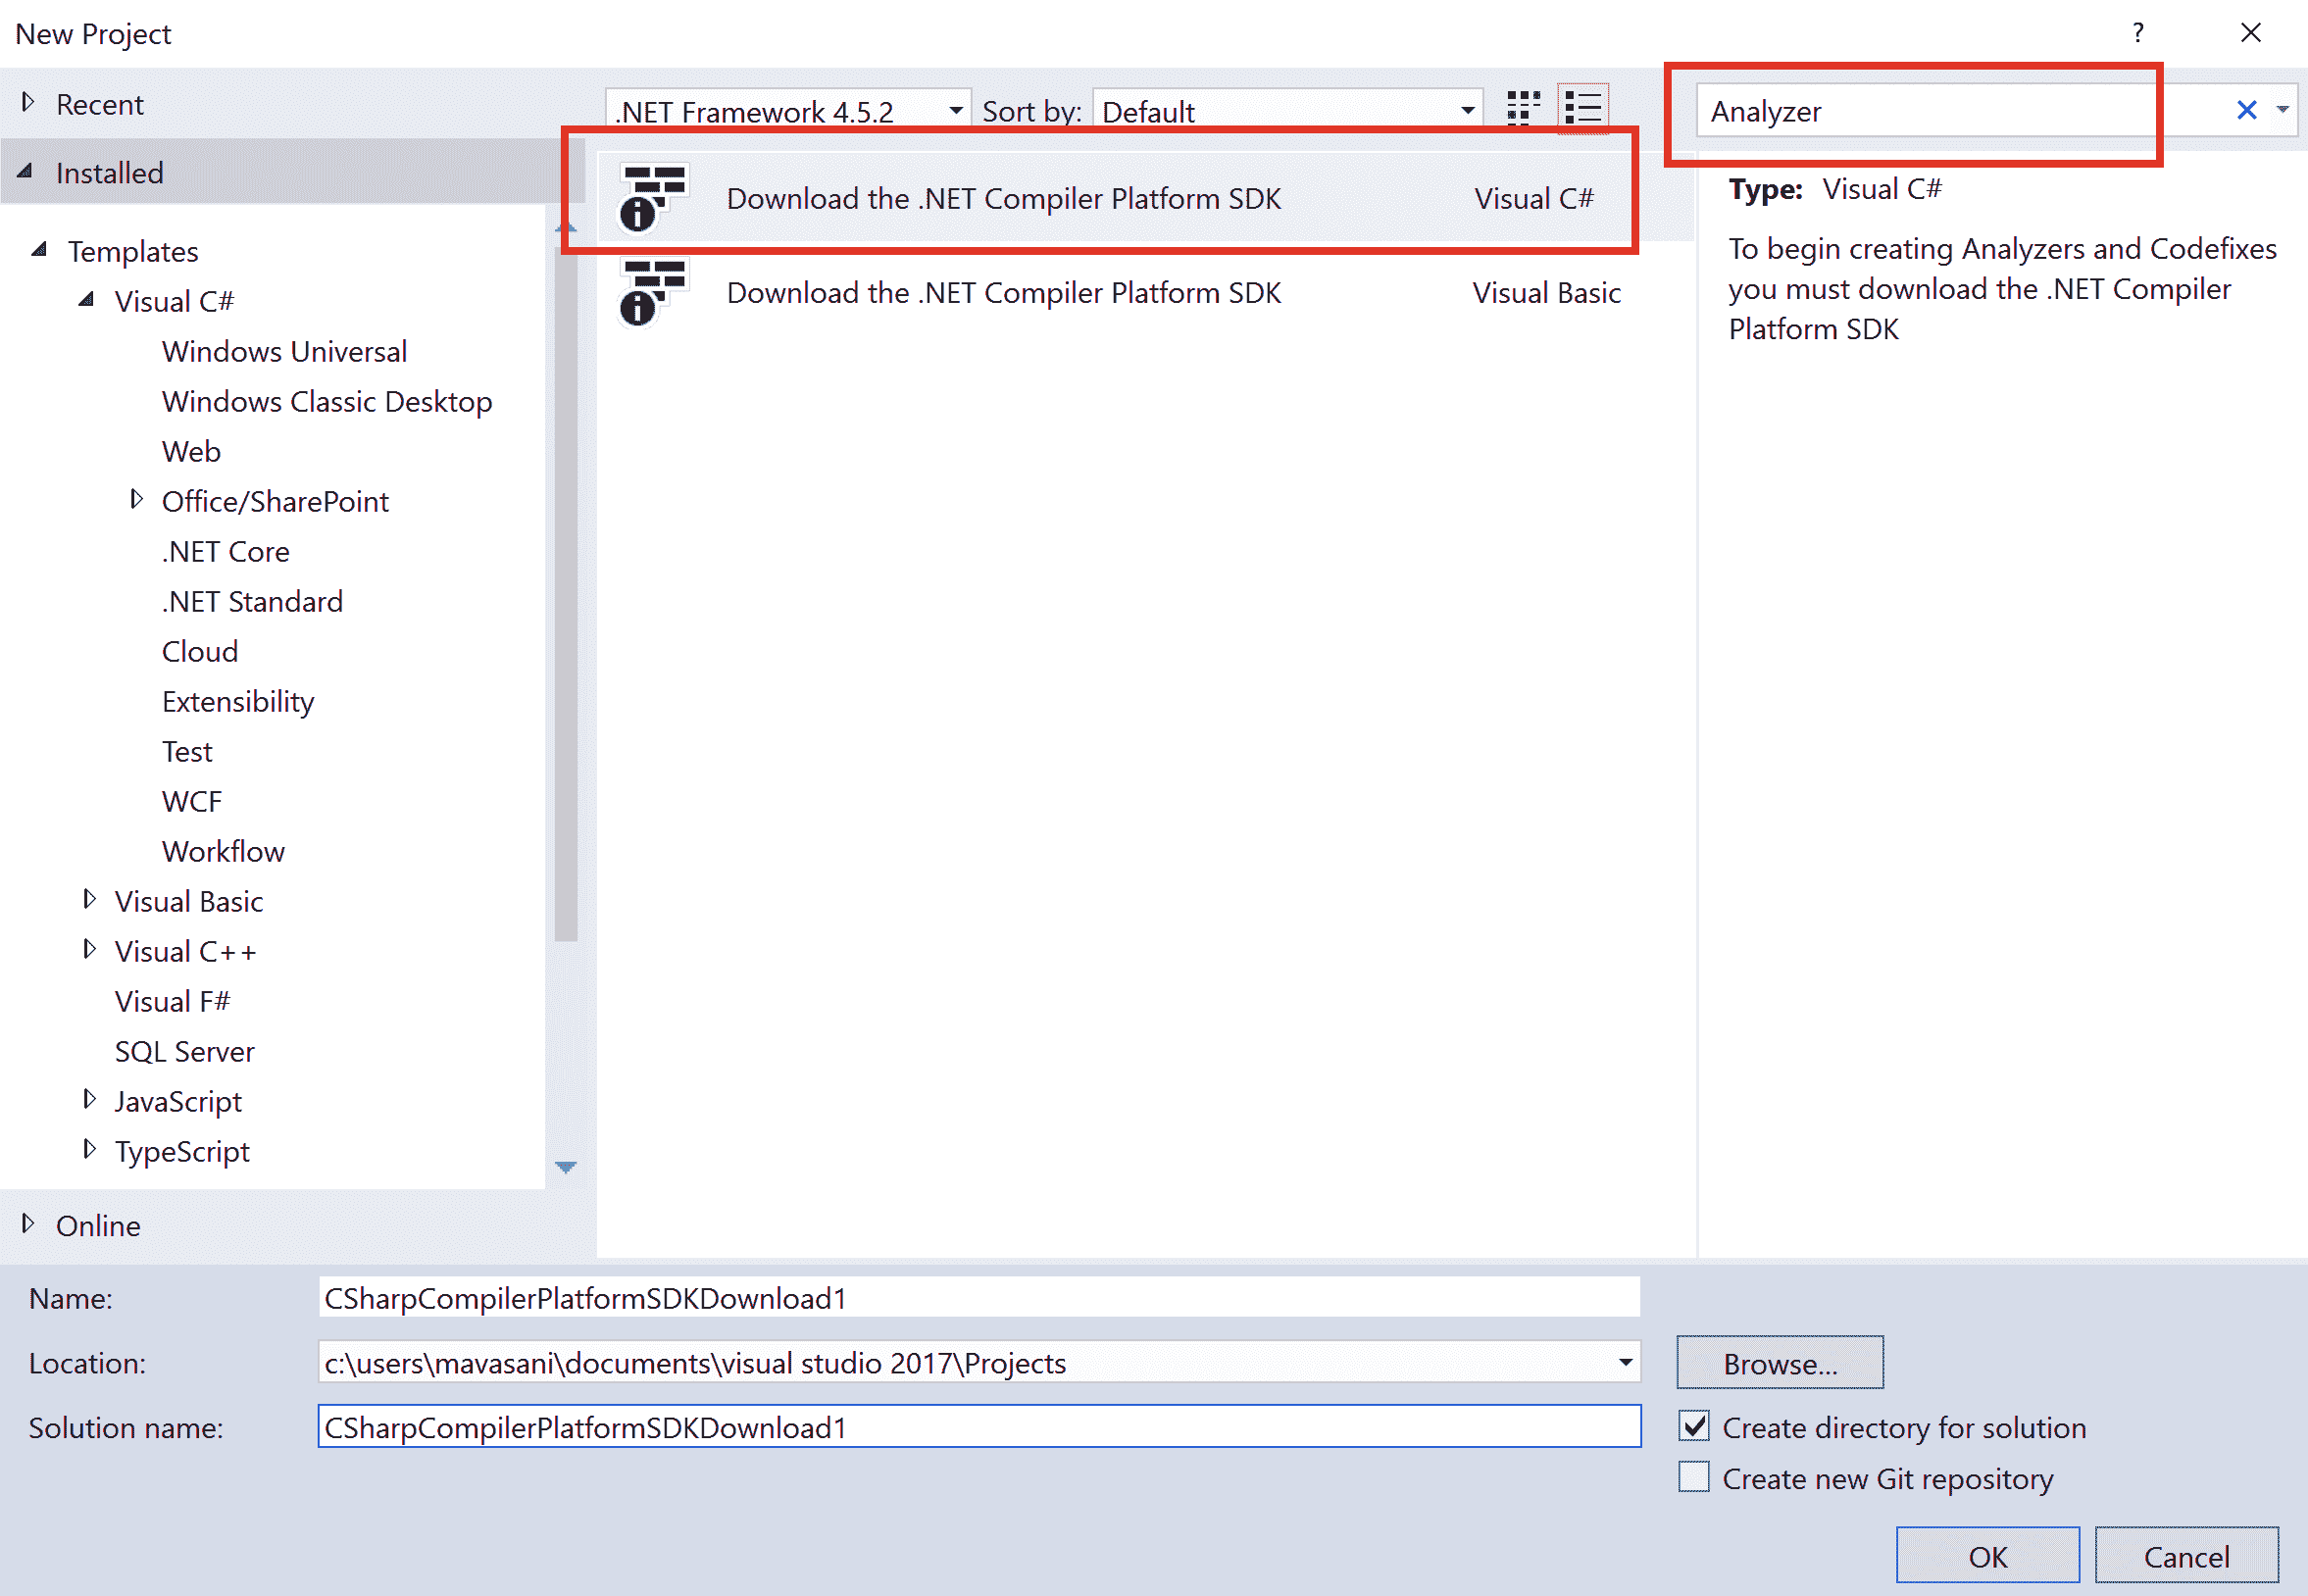 New Project
?
Recent
.NET Framework 4.5.2
Sort by:
Default
Analyzer
Installed
Templates
Visual C#
Windows Universal
Windows Classic Desktop
Web
Office/SharePoint
.NET Core
.NET Standard
Cloud
Extensibility
Test
WCF
Workflow
Visual Basic
Visual C++
Visual F#
SQL Server
JavaScript
TypeScript
Online
Download the .NET Compiler Platform SDK Visual C#
Download the .NET Compiler Platform SDK Visual Basic
Type: Visual C#
To begin creating Analyzers and Codefixes
you must download the .NET Compiler
Platform SDK
Name: CSharpCompilerPlatformSDKDownload1
Location: c:\users\mavasani\documents\visual studio 2017\Projects
Browse...
Solution name: CSharpCompilerPlatformSDKDownload1
Create directory for solution
Create new Git repository
OK
Cancel